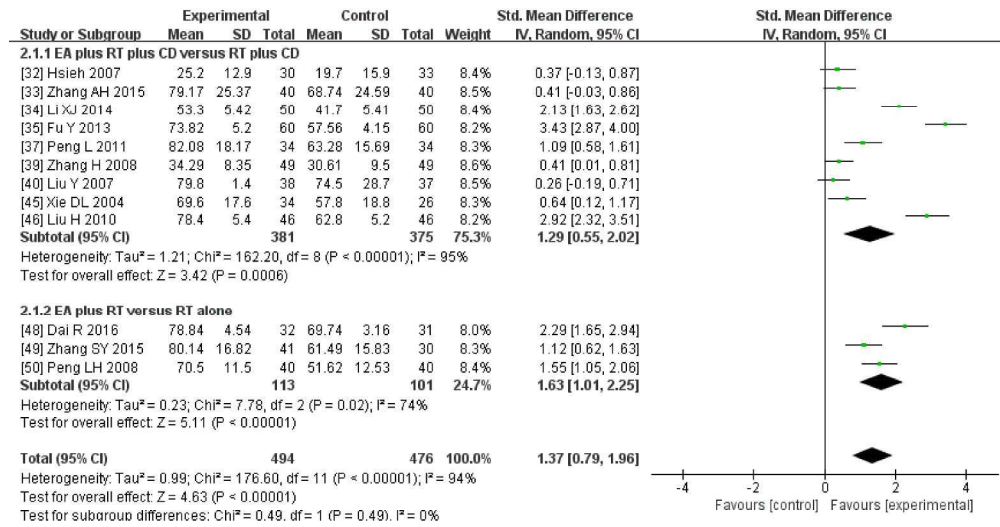 Experimental Control Std. Mean Difference Std. Mean Difference
Study or Subgroup Mean SD Total Mean SD Total Weight IV, Random, 95% CI IV, Random, 95% CI
2.1.1 EA plus RT plus CD versus RT plus CD
[32] Hsieh 2007 25.2 12.9 30 19.7 15.9 33 8.4% 0.37 [-0.13, 0.87]
[33] Zhang AH 2015 79.17 25.37 40 68.74 24.59 40 8.4% 0.41 [-0.03, 0.86]
[34] Li XJ 2014 53.3 5.42 50 41.7 5.41 50 8.4% 2.13 [1.63, 2.62]
[35] Fu Y 2013 73.82 5.2 60 57.56 4.15 60 8.2% 3.43 [2.87, 4.00]
[37] Peng L 2011 82.08 18.17 34 63.28 15.69 34 8.4% 1.09 [0.58, 1.61]
[39] Zhang H 2008 34.29 8.35 49 30.61 9.5 49 8.6% 0.41 [0.01, 0.81]
[40] Liu Y 2007 79.8 1.4 38 74.5 28.7 37 8.5% 0.26 [-0.19, 0.71]
[45] Xie DL 2004 69.6 17.6 34 57.8 18.8 26 8.3% 0.64 [0.12, 1.17]
[46] Liu H 2010 78.4 5.4 46 62.8 5.2 46 8.1% 2.92 [2.32, 3.51]
Subtotal (95% CI) 381 375 75.3% 1.29 [0.55, 2.02]
Heterogeneity: Tau² = 1.21; Chi² = 162.20, df = 8 (P < 0.00001); I² = 95%
Test for overall effect: Z = 3.42 (P = 0.0006)
2.1.2 EA plus RT versus RT alone
[48] Dai R 2016 78.84 4.54 32 69.74 3.16 31 8.0% 2.29 [1.65, 2.94]
[49] Zhang SY 2015 80.14 16.82 41 61.49 15.83 30 8.3% 1.12 [0.62, 1.63]
[50] Peng LH 2008 70.5 11.5 40 51.62 12.53 40 8.4% 1.55 [1.05, 2.06]
Subtotal (95% CI) 113 101 24.7% 1.63 [1.01, 2.25]
Heterogeneity: Tau² = 0.23; Chi² = 7.78, df = 2 (P = 0.02); I² = 74%
Test for overall effect: Z = 5.11 (P < 0.00001)
Total (95% CI) 494 476 100.0% 1.37 [0.79, 1.96]
Heterogeneity: Tau² = 0.99; Chi² = 176.60, df = 11 (P < 0.00001); I² = 94%
Test for overall effect: Z = 4.63 (P < 0.00001)
Test for subgroup differences: Chi² = 0.49, df = 1 (P = 0.49), I² = 0%
-4 -2 0 2 4
Favours [control] Favours [experimental]